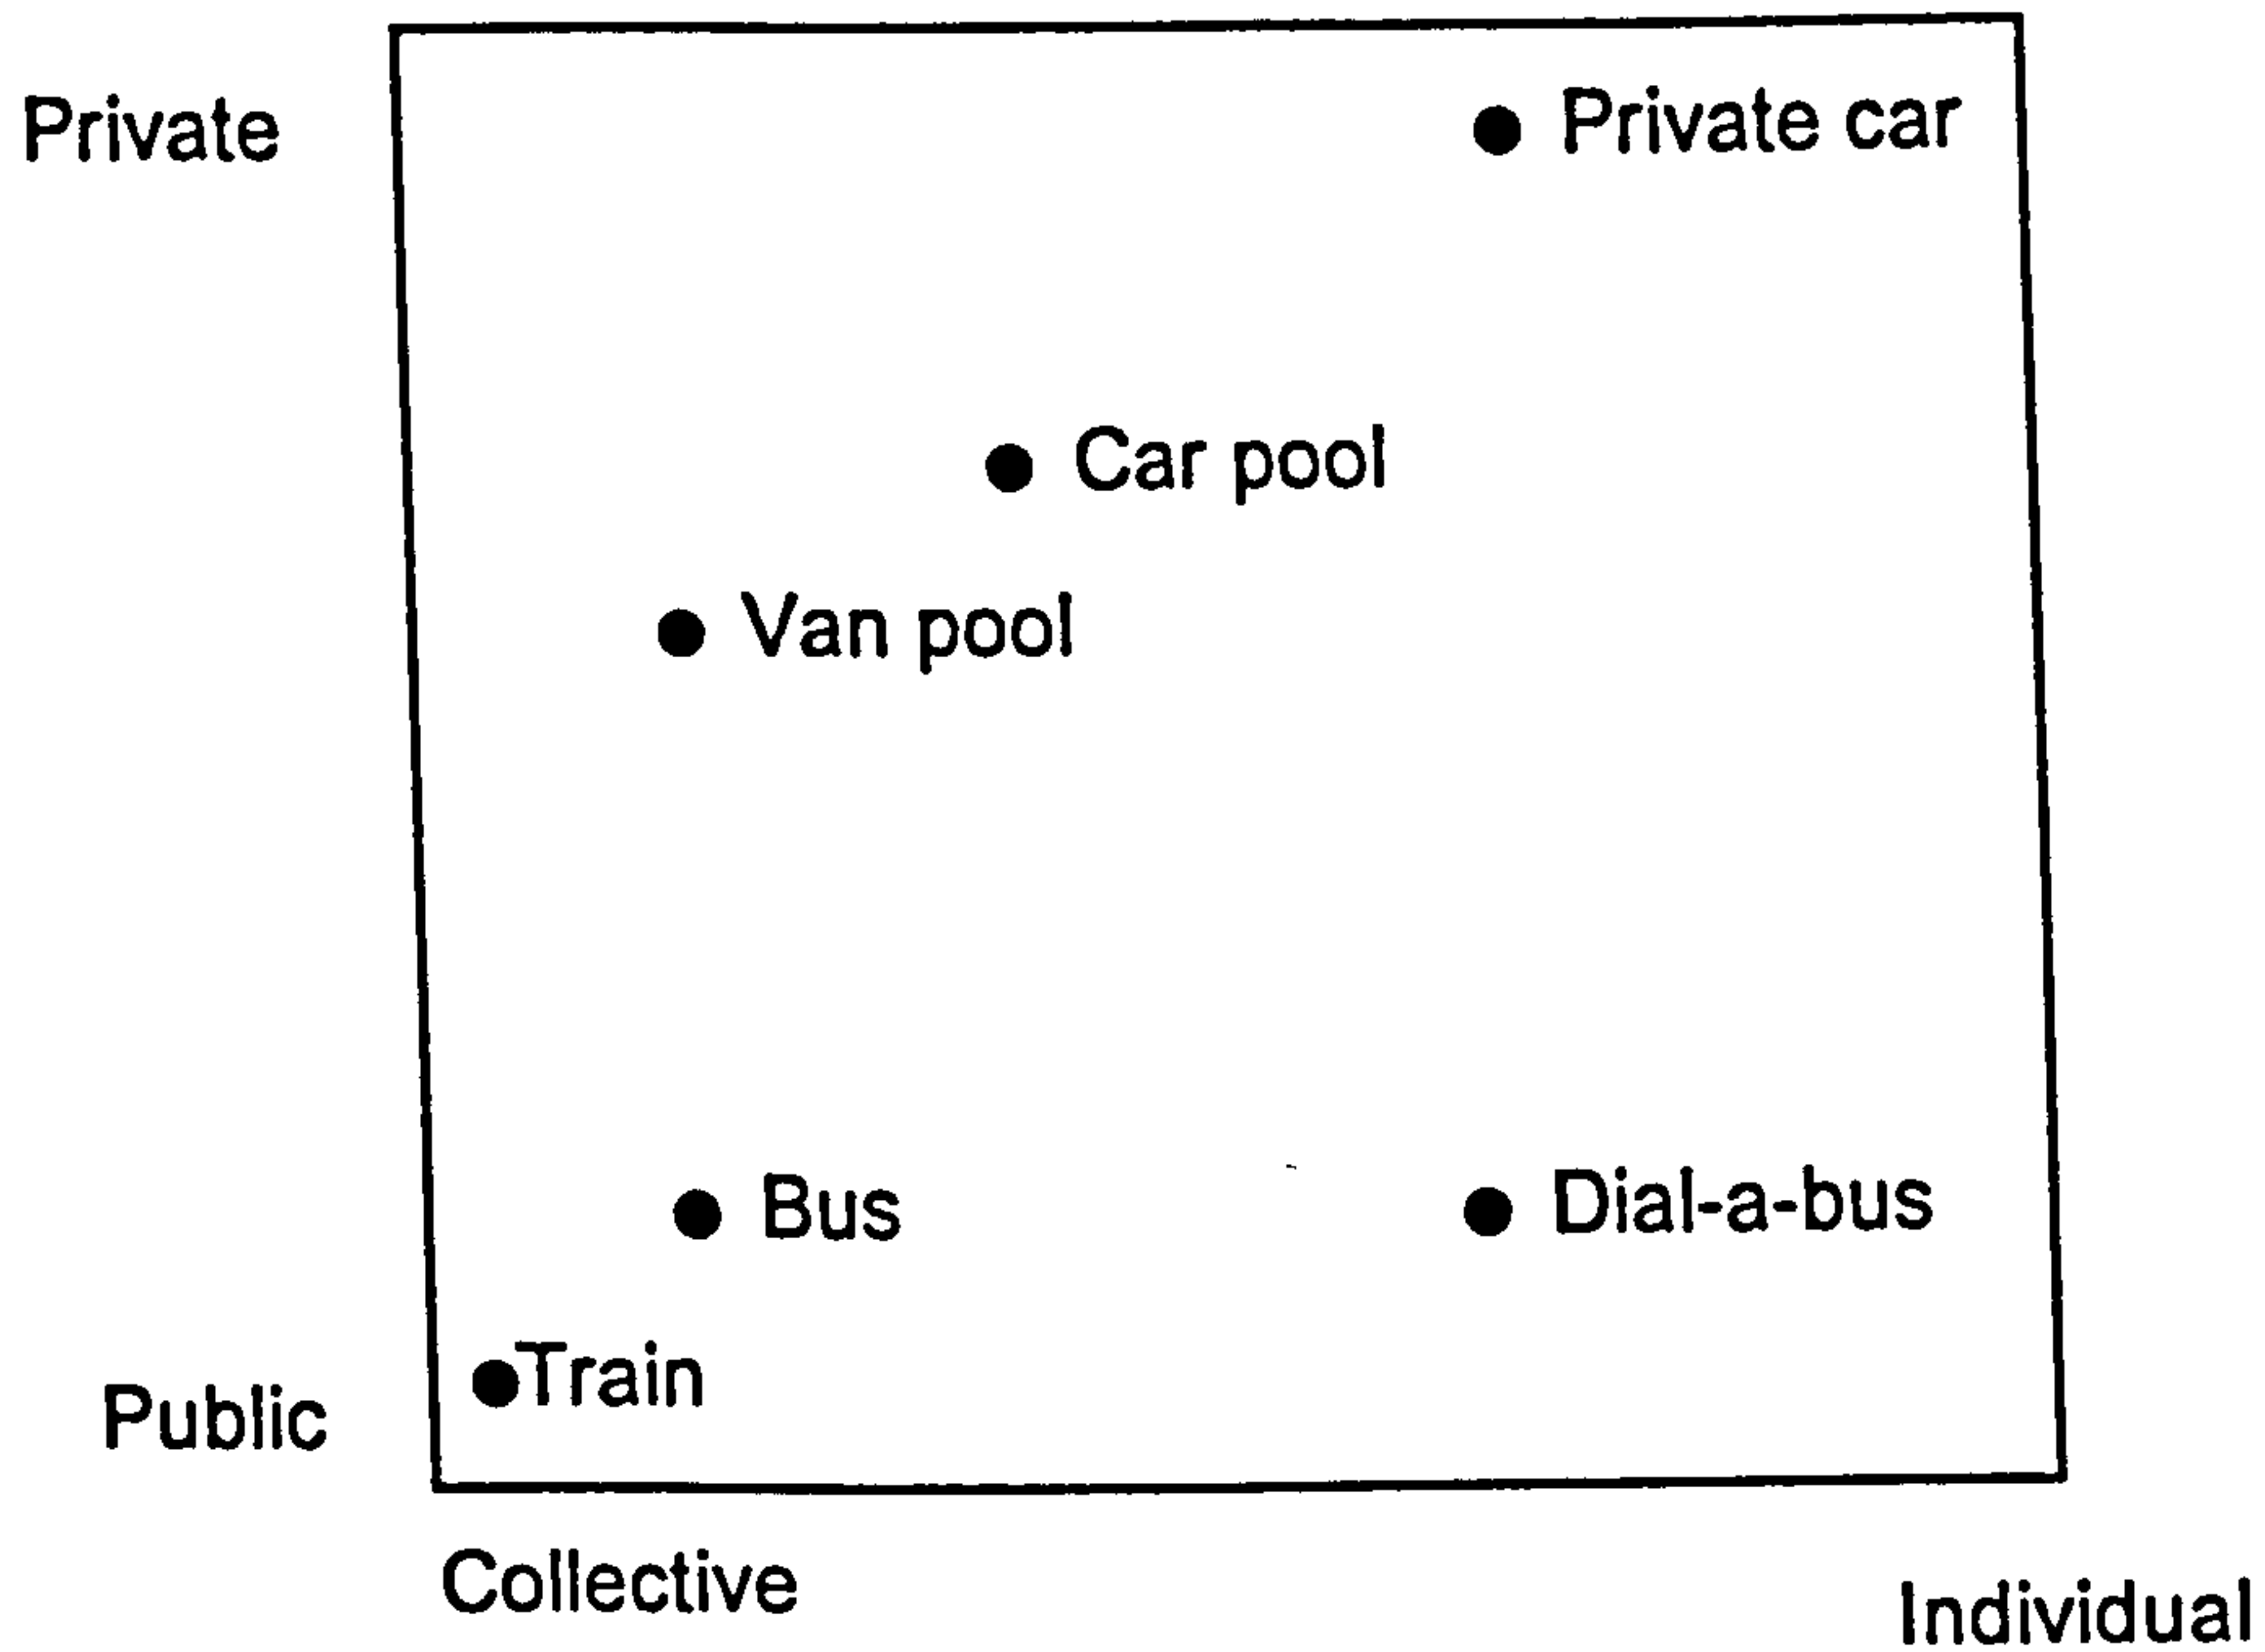 Private
Private car
Car pool
Van pool
Bus
Dial-a-bus
Train
Public
Collective
Individual